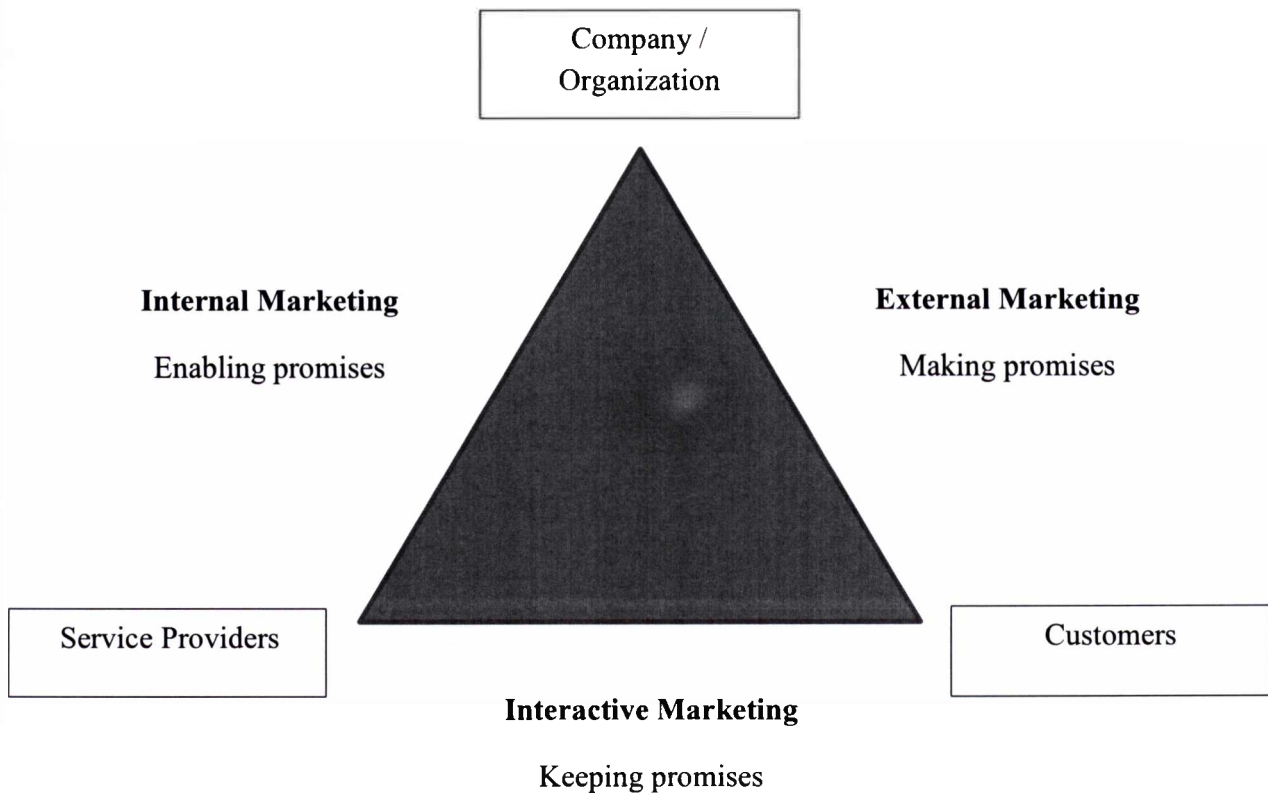 Company /
Organization
Internal Marketing
Enabling promises
External Marketing
Making promises
Service Providers
Customers
Interactive Marketing
Keeping promises